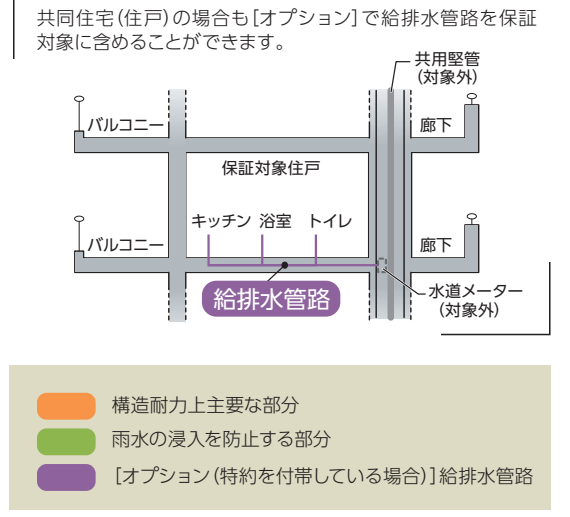 共同住宅(住戸)の場合も[オプション]で給排水管路を保証
対象に含めることができます。
共用竪管
(対象外)
バルコニー
廊下
保証対象住戸
キッチン 浴室 トイレ
バルコニー
廊下
給排水管路
水道メーター
(対象外)
構造耐力上主要な部分
雨水の浸入を防止する部分
[オプション(特約を付帯している場合)]給排水管路